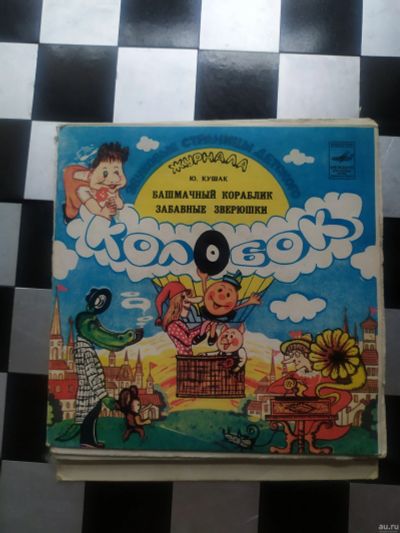 ЗВУКОВЫЕ СТРАНИЦЫ ДЕТСКОГО
ЖУРНАЛА
Ю. КУШАК
БАШМАЧНЫЙ КОРАБЛИК
ЗАБАВНЫЕ ЗВЕРЮШКИ
КОЛОБОК
au.ru